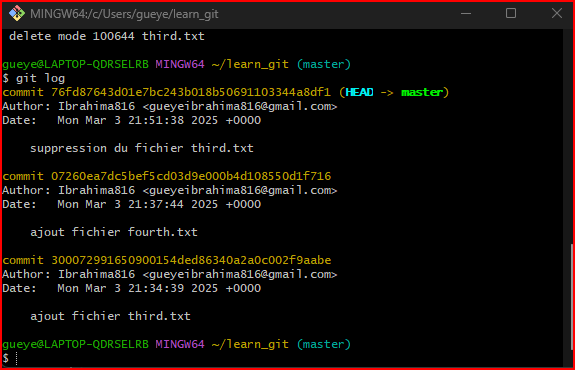 MINGW64:/c/Users/gueye/learn_git
delete mode 100644 third.txt
gueye@LAPTOP-QDRSELRB MINGW64 ~/learn_git (master)
$ git log
commit 76fd87643d01e7bc243b018b50691103344a8df1 (HEAD -> master)
Author: Ibrahima816 <gueyeibrahima816@gmail.com>
Date:   Mon Mar 3 21:51:38 2025 +0000
suppression du fichier third.txt
commit 07260ea7dc5bef5cd03d9e000b4d108550d1f716
Author: Ibrahima816 <gueyeibrahima816@gmail.com>
Date:   Mon Mar 3 21:37:44 2025 +0000
ajout fichier fourth.txt
commit 300072991650900154ded86340a2a0c002f9aabe
Author: Ibrahima816 <gueyeibrahima816@gmail.com>
Date:   Mon Mar 3 21:34:39 2025 +0000
ajout fichier third.txt
gueye@LAPTOP-QDRSELRB MINGW64 ~/learn_git (master)
$